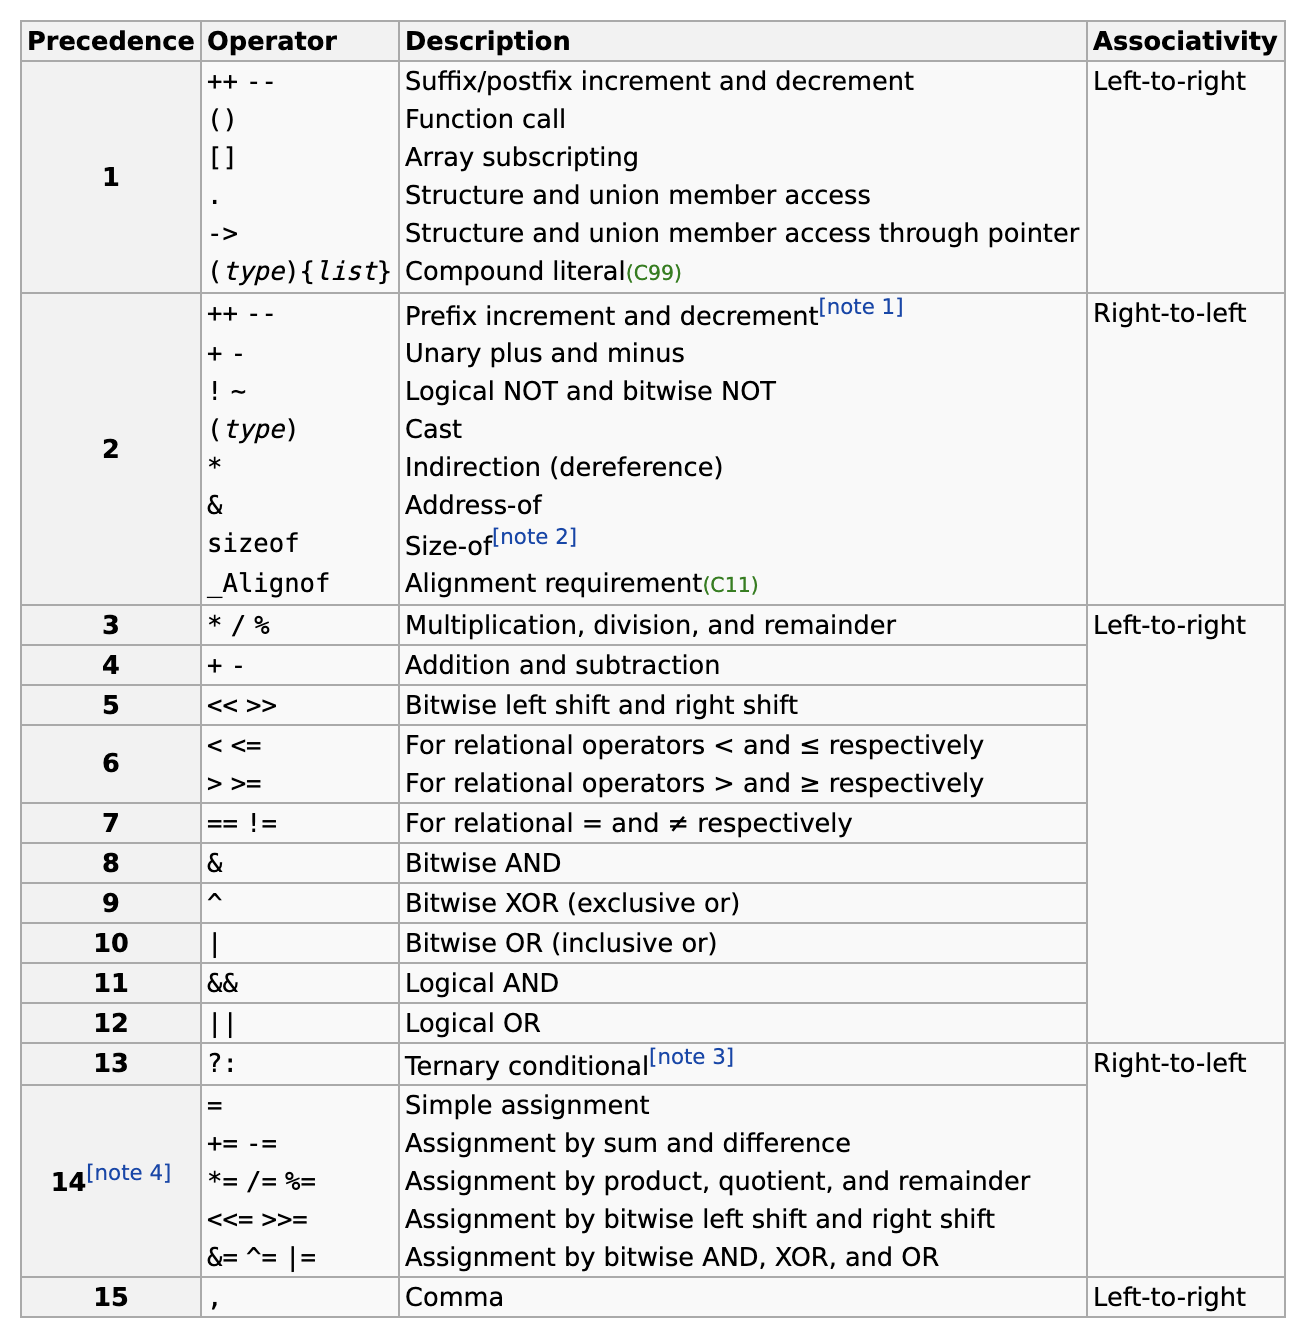 Precedence Operator Description Associativity
1 ++ -- Suffix/postfix increment and decrement Left-to-right
() Function call
[] Array subscripting
. Structure and union member access
-> Structure and union member access through pointer
(type){list} Compound literal(C99)
2 ++ -- Prefix increment and decrement[note 1] Right-to-left
+ - Unary plus and minus
! ~ Logical NOT and bitwise NOT
(type) Cast
* Indirection (dereference)
& Address-of
sizeof Size-of[note 2]
_Alignof Alignment requirement(C11)
3 * / % Multiplication, division, and remainder Left-to-right
4 + - Addition and subtraction
5 << >> Bitwise left shift and right shift
6 < <= For relational operators < and ≤ respectively
> >= For relational operators > and ≥ respectively
7 == != For relational = and ≠ respectively
8 & Bitwise AND
9 ^ Bitwise XOR (exclusive or)
10 | Bitwise OR (inclusive or)
11 && Logical AND
12 || Logical OR
13 ?: Ternary conditional[note 3] Right-to-left
14[note 4] = Simple assignment
+= -= Assignment by sum and difference
*= /= %= Assignment by product, quotient, and remainder
<<= >>= Assignment by bitwise left shift and right shift
&= ^= |= Assignment by bitwise AND, XOR, and OR
15 , Comma Left-to-right